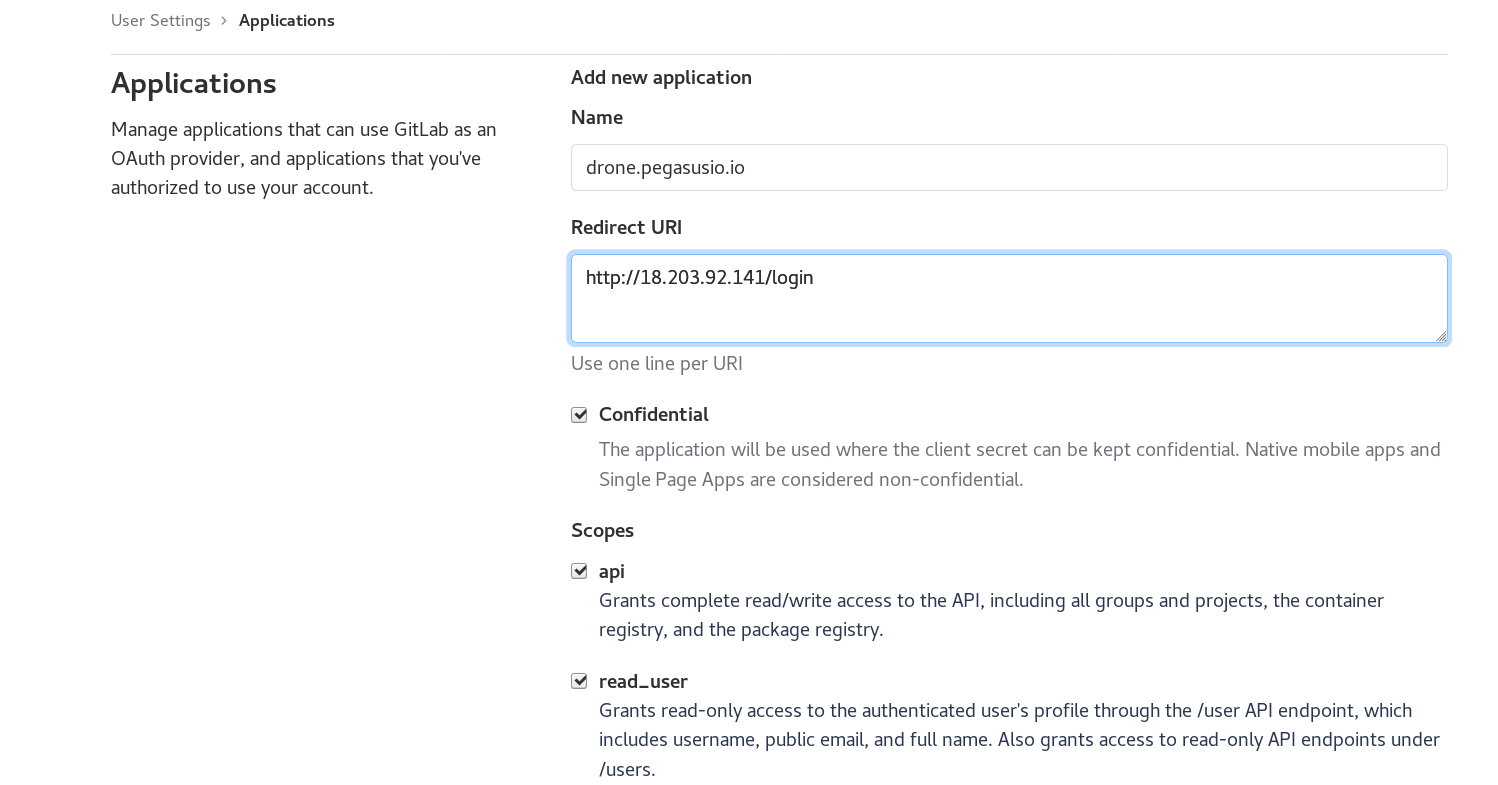 User Settings > Applications
Applications
Manage applications that can use GitLab as an
OAuth provider, and applications that you've
authorized to use your account.
Add new application
Name
drone.pegasusio.io
Redirect URI
http://18.203.92.141/login
Use one line per URI
Confidential
The application will be used where the client secret can be kept confidential. Native mobile apps and
Single Page Apps are considered non-confidential.
Scopes
api
Grants complete read/write access to the API, including all groups and projects, the container
registry, and the package registry.
read_user
Grants read-only access to the authenticated user's profile through the /user API endpoint, which
includes username, public email, and full name. Also grants access to read-only API endpoints under
/users.